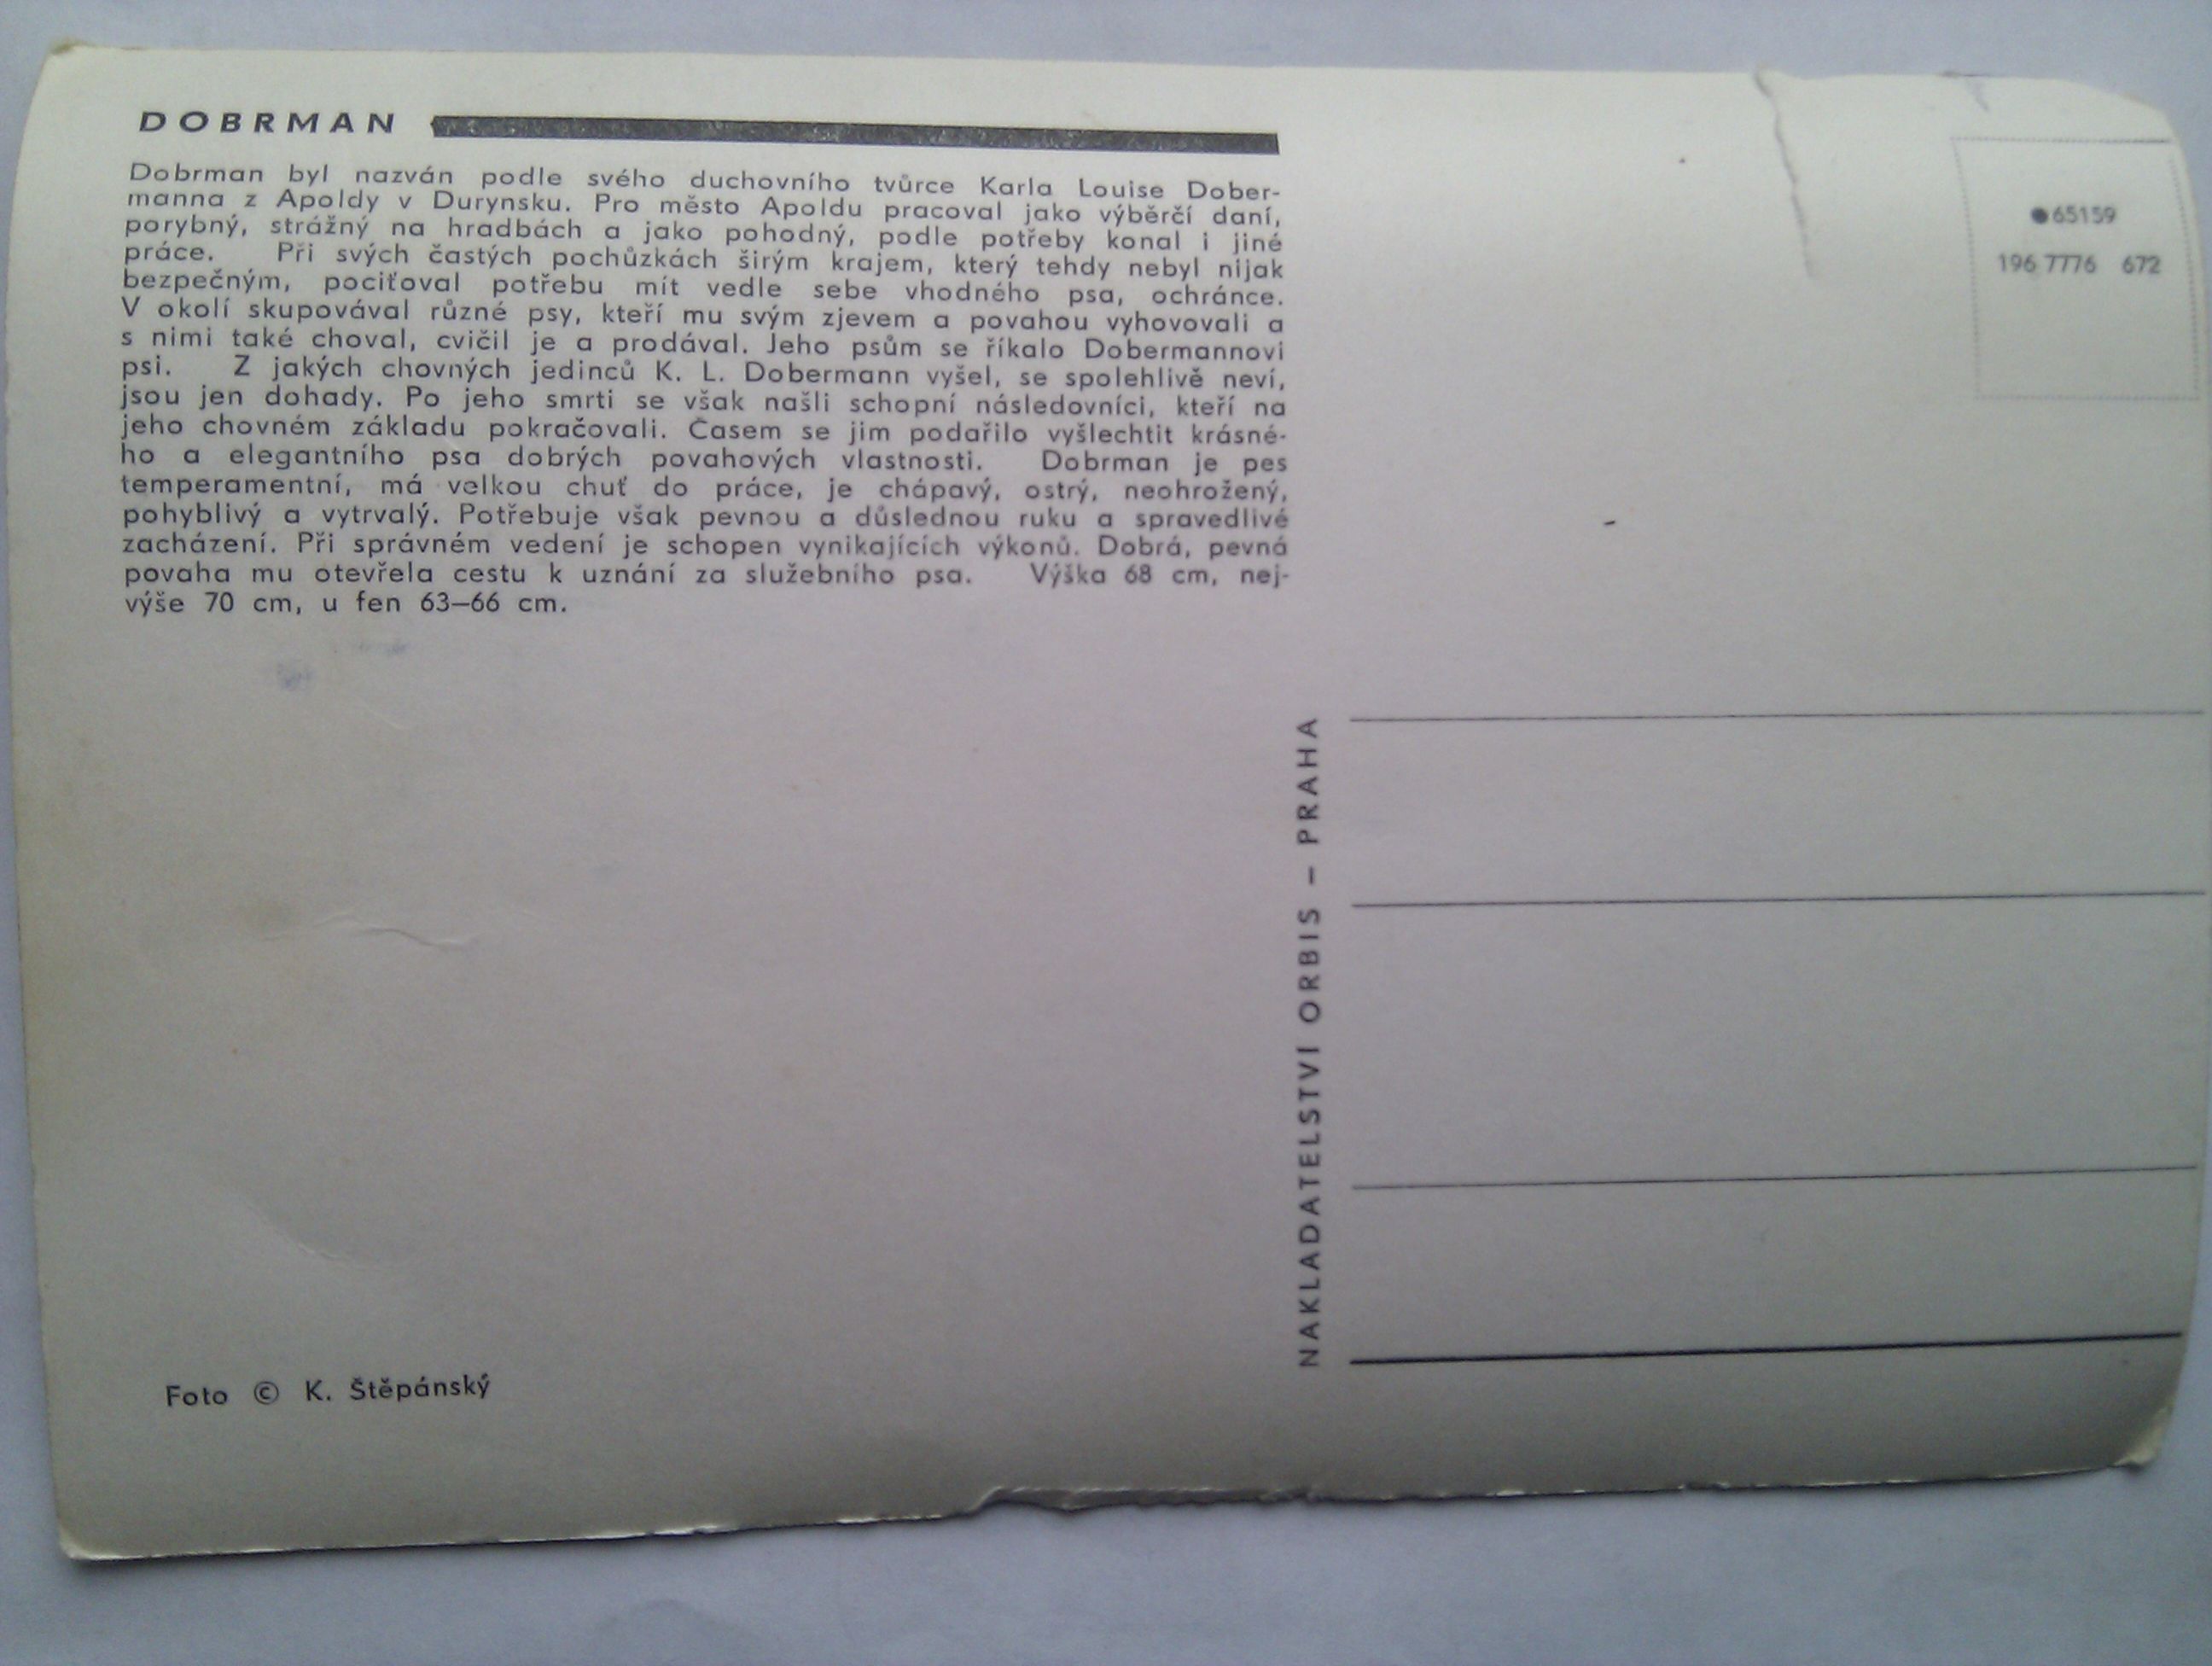 DOBRMAN
Dobrman byl nazván podle svého duchovního tvůrce Karla Louise Dober-
manna z Apoldy v Durynsku. Pro město Apoldu pracoval jako výběrčí daní,
porybný, strážný na hradbách a jako pohodný, podle potřeby konal i jiné
práce. Při svých častých pochůzkách širým krajem, který tehdy nebyl nijak
bezpečným, pociťoval potřebu mít vedle sebe vhodného psa, ochránce.
V okolí skupovával různé psy, kteří mu svým zjevem a povahou vyhovovali a
s nimi také choval, cvičil je a prodával. Jeho psům se říkalo Dobermannovi
psi. Z jakých chovných jedinců K. L. Dobermann vyšel, se spolehlivě neví,
jsou jen dohady. Po jeho smrti se však našli schopní následovníci, kteří na
jeho chovném základu pokračovali. Časem se jim podařilo vyšlechtit krásné-
ho a elegantního psa dobrých povahových vlastnosti. Dobrman je pes
temperamentní, má velkou chuť do práce, je chápavý, ostrý, neohrožený,
pohyblivý a vytrvalý. Potřebuje však pevnou a důslednou ruku a spravedlivé
zacházení. Při správném vedení je schopen vynikajících výkonů. Dobrá, pevná
povaha mu otevřela cestu k uznání za služebního psa. Výška 68 cm, nej-
výše 70 cm, u fen 63–66 cm.
Foto © K. Štěpánský
NAKLADATELSTVI ORBIS – PRAHA
●65159
196 7776 672